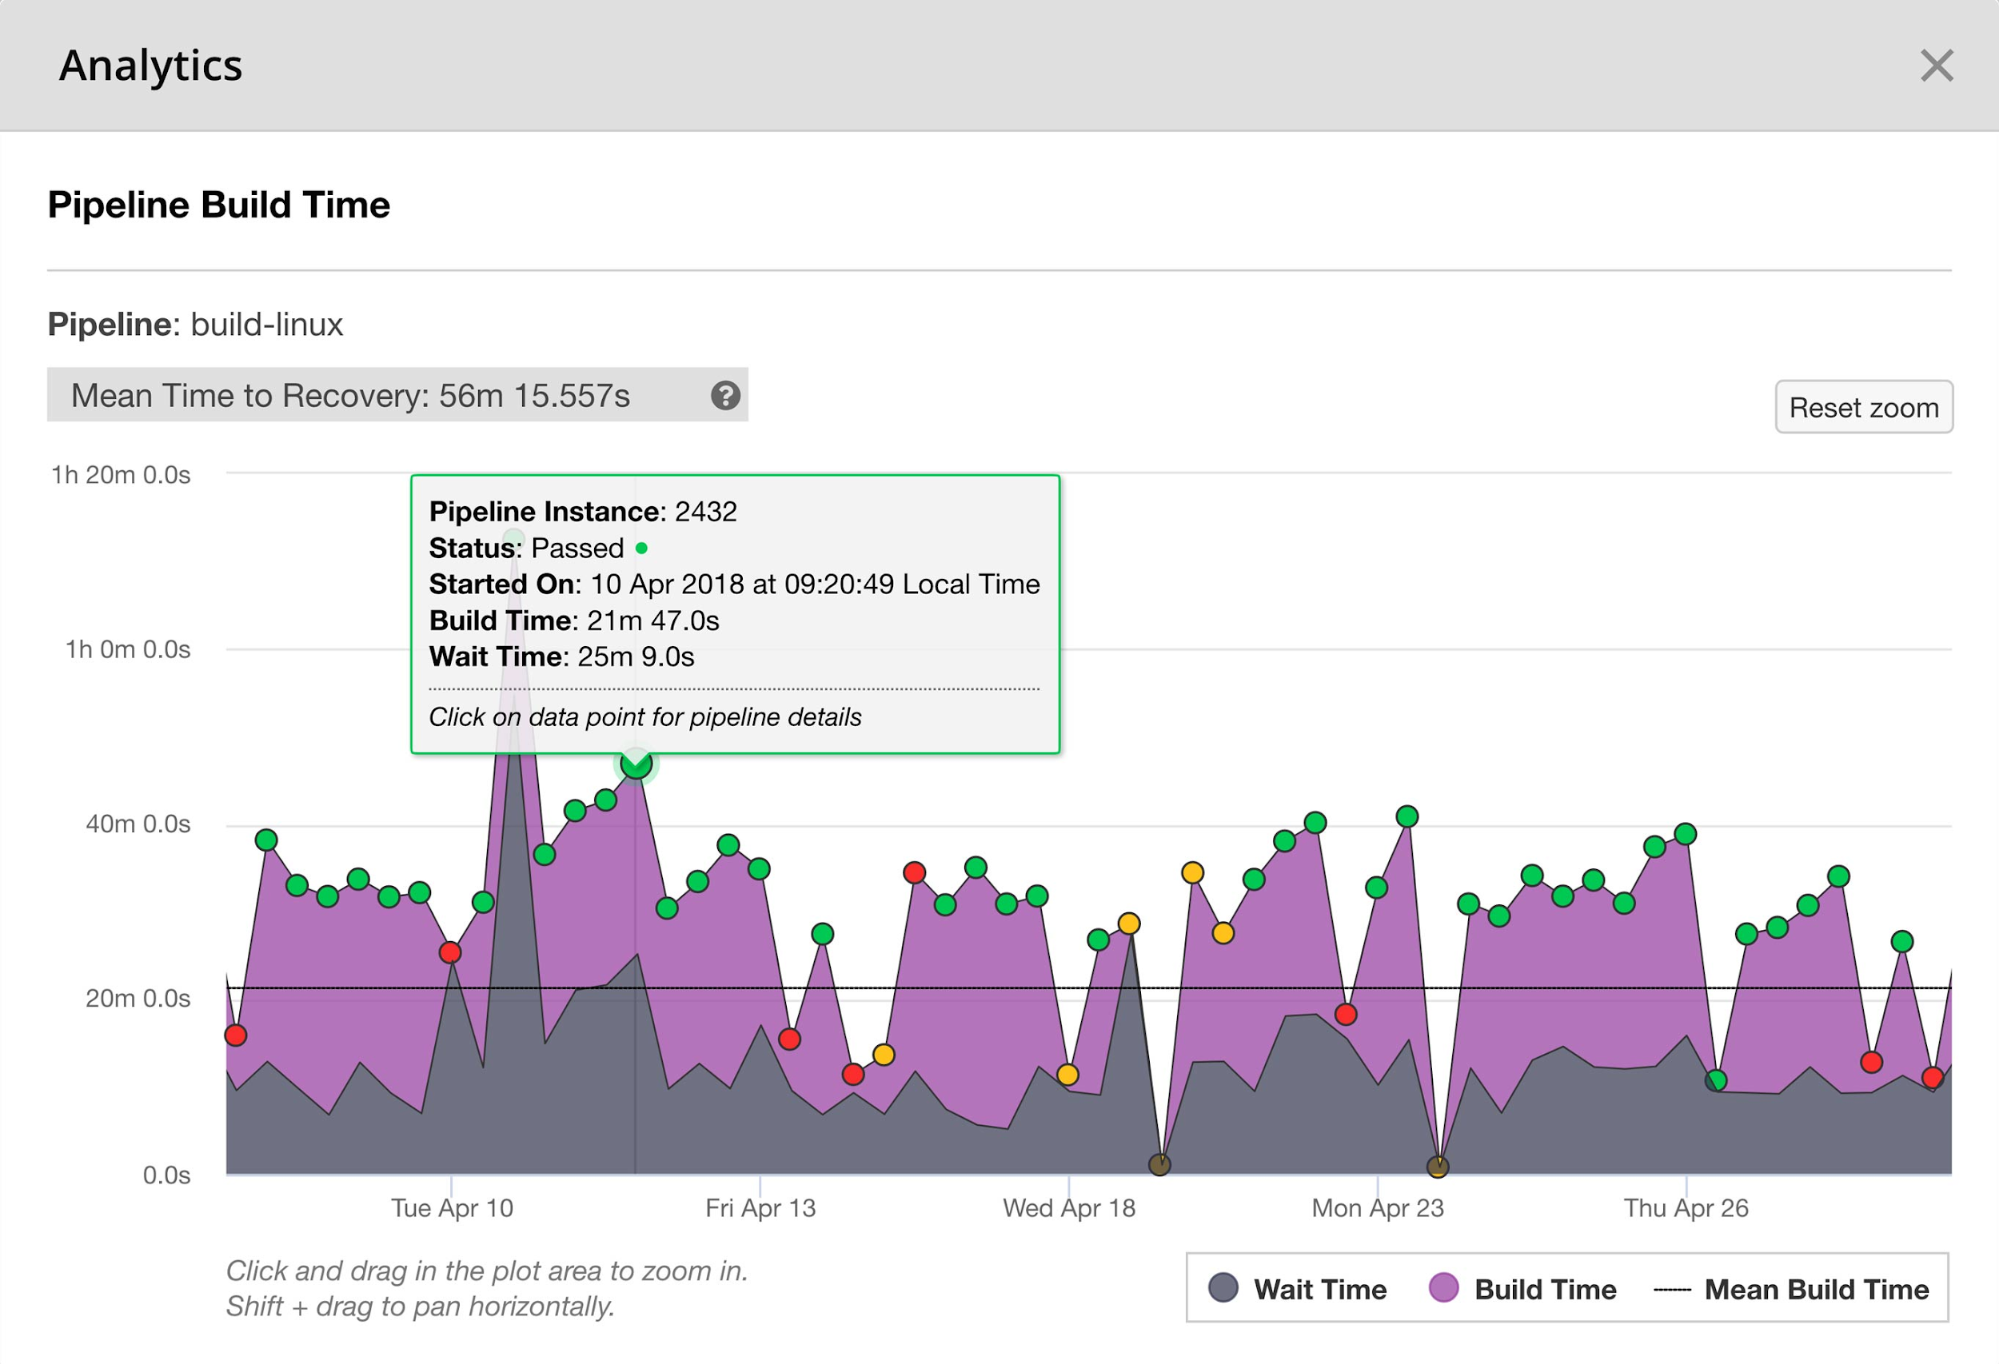 Analytics
Pipeline Build Time
Pipeline: build-linux
Mean Time to Recovery: 56m 15.557s ?
Reset zoom
1h 20m 0.0s
1h 0m 0.0s
40m 0.0s
20m 0.0s
0.0s
Pipeline Instance: 2432
Status: Passed
Started On: 10 Apr 2018 at 09:20:49 Local Time
Build Time: 21m 47.0s
Wait Time: 25m 9.0s
Click on data point for pipeline details
Tue Apr 10
Fri Apr 13
Wed Apr 18
Mon Apr 23
Thu Apr 26
Click and drag in the plot area to zoom in.
Shift + drag to pan horizontally.
Wait Time
Build Time
Mean Build Time